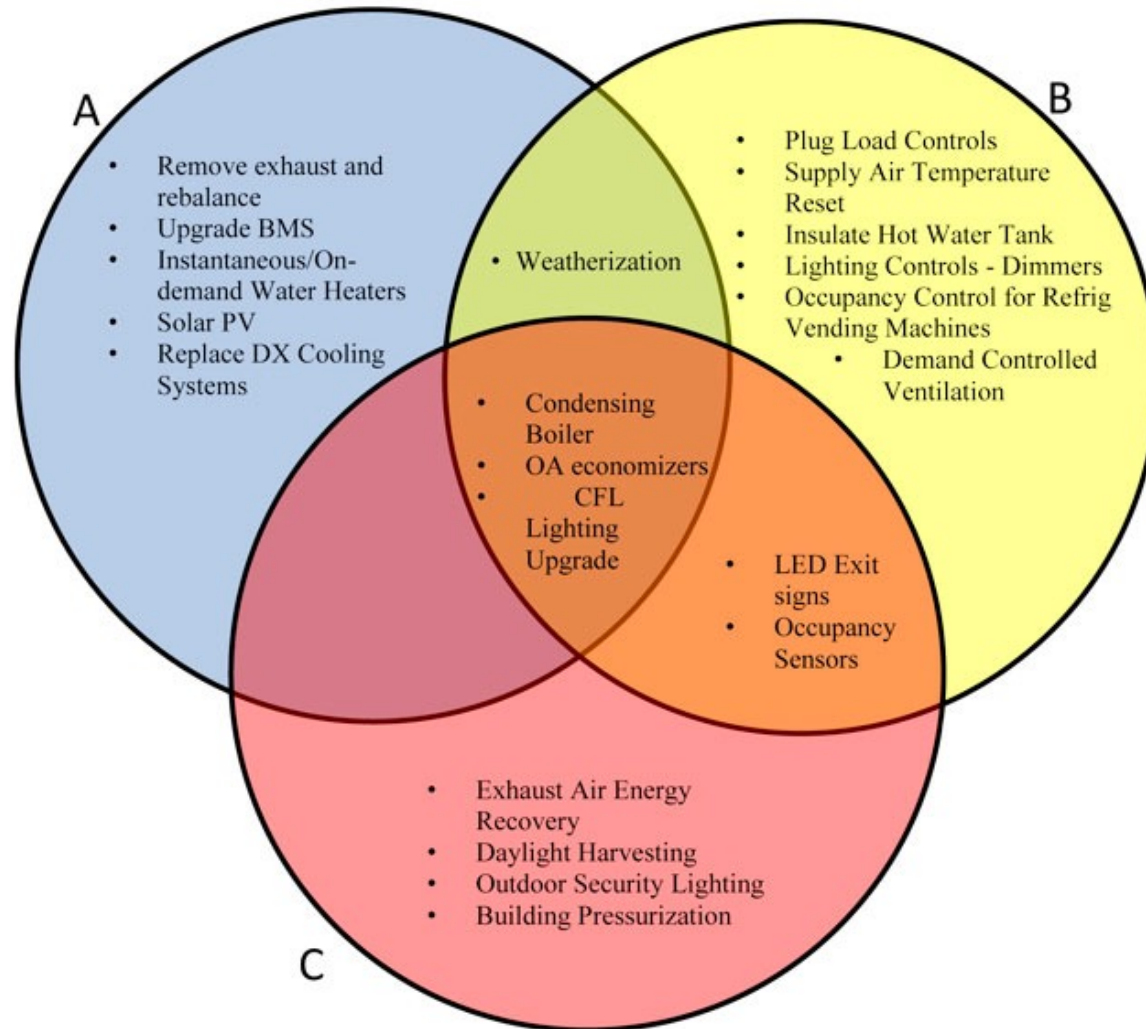 A
• Remove exhaust and
rebalance
• Upgrade BMS
• Instantaneous/On-
demand Water Heaters
• Solar PV
• Replace DX Cooling
Systems
B
• Plug Load Controls
• Supply Air Temperature
Reset
• Insulate Hot Water Tank
• Lighting Controls - Dimmers
• Occupancy Control for Refrig
Vending Machines
• Demand Controlled
Ventilation
• Weatherization
• Condensing
Boiler
• OA economizers
• CFL
Lighting
Upgrade
• LED Exit
signs
• Occupancy
Sensors
• Exhaust Air Energy
Recovery
• Daylight Harvesting
• Outdoor Security Lighting
• Building Pressurization
C